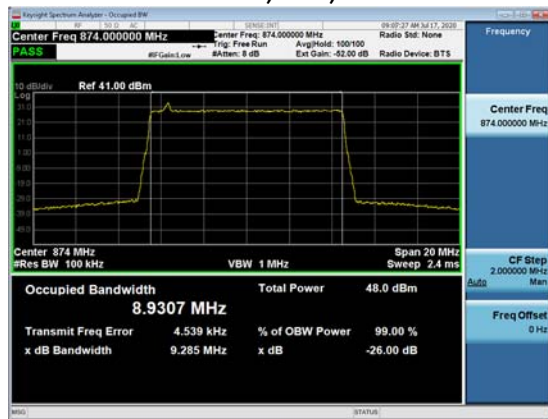 Keysight Spectrum Analyzer - Occupied BW
RF 50 Ω AC SENSE:INT 09:07:27 AM Jul 17, 2020
Center Freq 874.000000 MHz Center Freq: 874.000000 MHz Radio Std: None Frequency
Trig: Free Run Avg|Hold: 100/100
PASS #IFGain:Low #Atten: 8 dB Ext Gain: -52.00 dB Radio Device: BTS
10 dB/div Ref 41.00 dBm
Log
31.0
21.0
11.0
1.00
-9.00
-19.0
-29.0
-39.0
-49.0
Center Freq
874.000000 MHz
Center 874 MHz Span 20 MHz
#Res BW 100 kHz VBW 1 MHz Sweep 2.4 ms
CF Step
2.000000 MHz
Auto Man
Occupied Bandwidth Total Power 48.0 dBm
8.9307 MHz
Freq Offset
0 Hz
Transmit Freq Error 4.539 kHz % of OBW Power 99.00 %
x dB Bandwidth 9.285 MHz x dB -26.00 dB
MSG STATUS